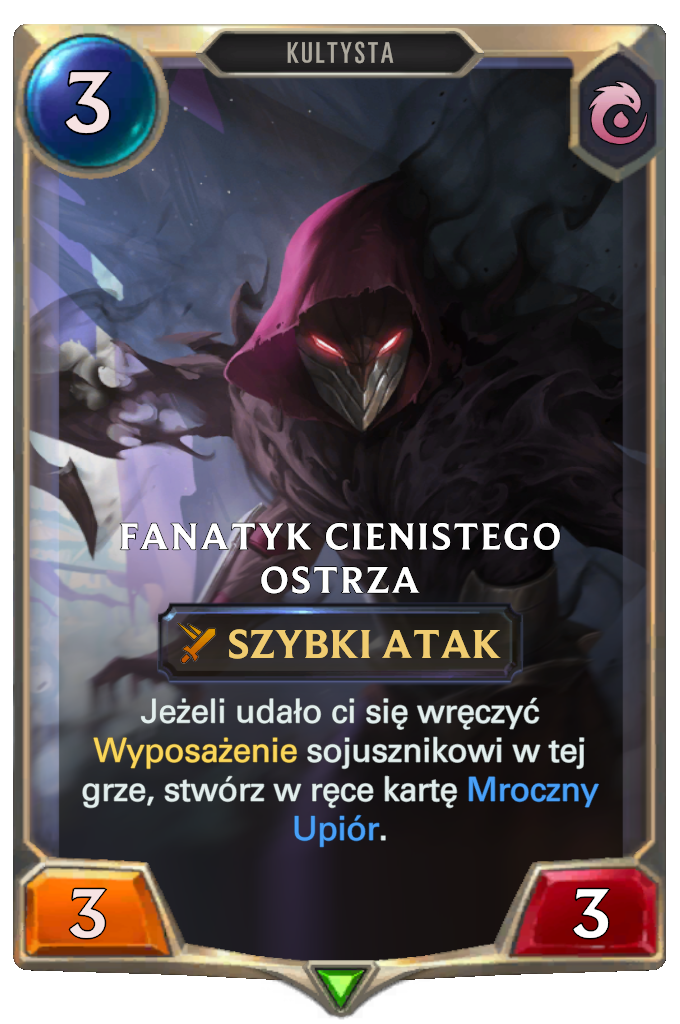 KULTYSTA
3
FANATYK CIENISTEGO
OSTRZA
SZYBKI ATAK
Jeżeli udało ci się wręczyć
Wyposażenie sojusznikowi w tej
grze, stwórz w ręce kartę Mroczny
Upiór.
3
3